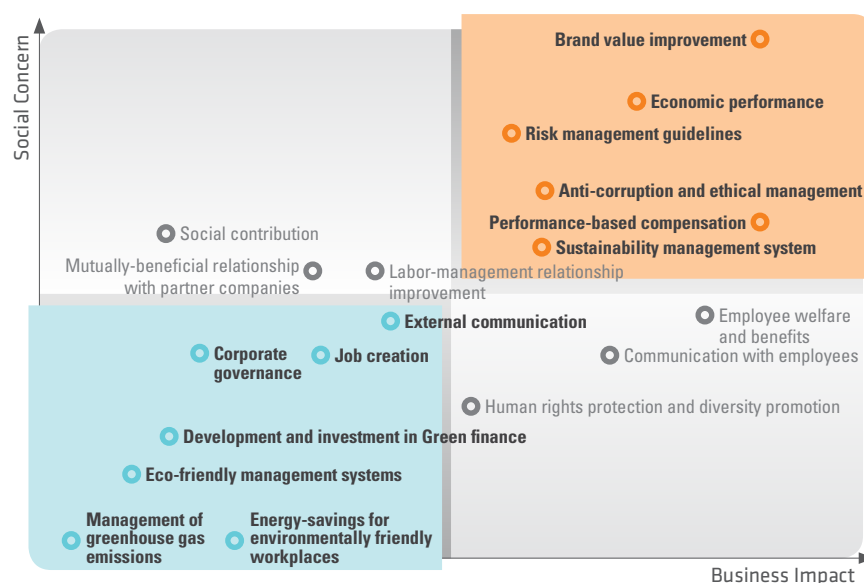 Social Concern
Brand value improvement
Economic performance
Risk management guidelines
Anti-corruption and ethical management
Performance-based compensation
Sustainability management system
Social contribution
Mutually-beneficial relationship
with partner companies
Labor-management relationship
improvement
External communication
Employee welfare
and benefits
Corporate
governance
Job creation
Communication with employees
Human rights protection and diversity promotion
Development and investment in Green finance
Eco-friendly management systems
Management of
greenhouse gas
emissions
Energy-savings for
environmentally friendly
workplaces
Business Impact